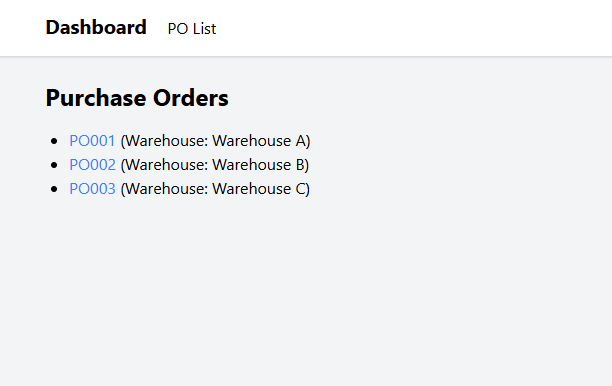 Dashboard PO List
Purchase Orders
PO001 (Warehouse: Warehouse A)
PO002 (Warehouse: Warehouse B)
PO003 (Warehouse: Warehouse C)